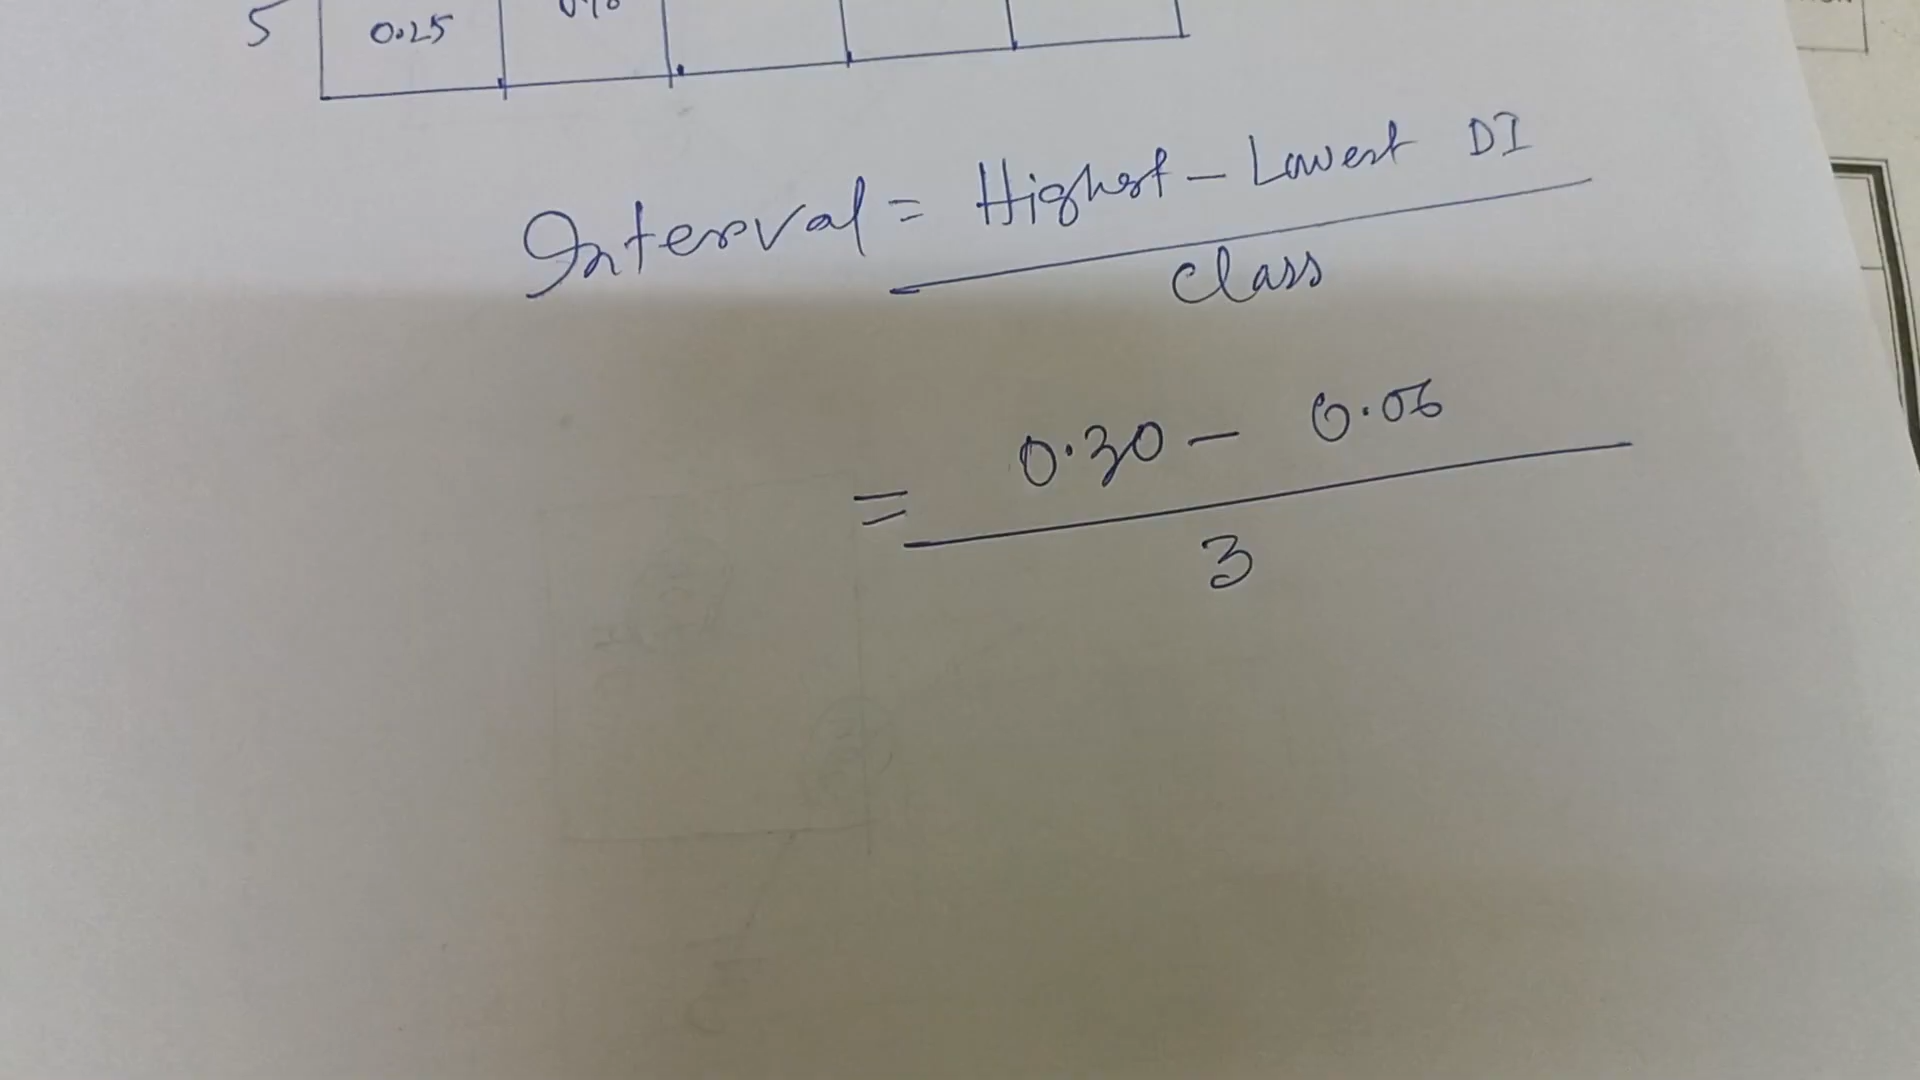 5 0.25
Interval = Highest - Lowest DI
class
= 0.30 - 0.06
3